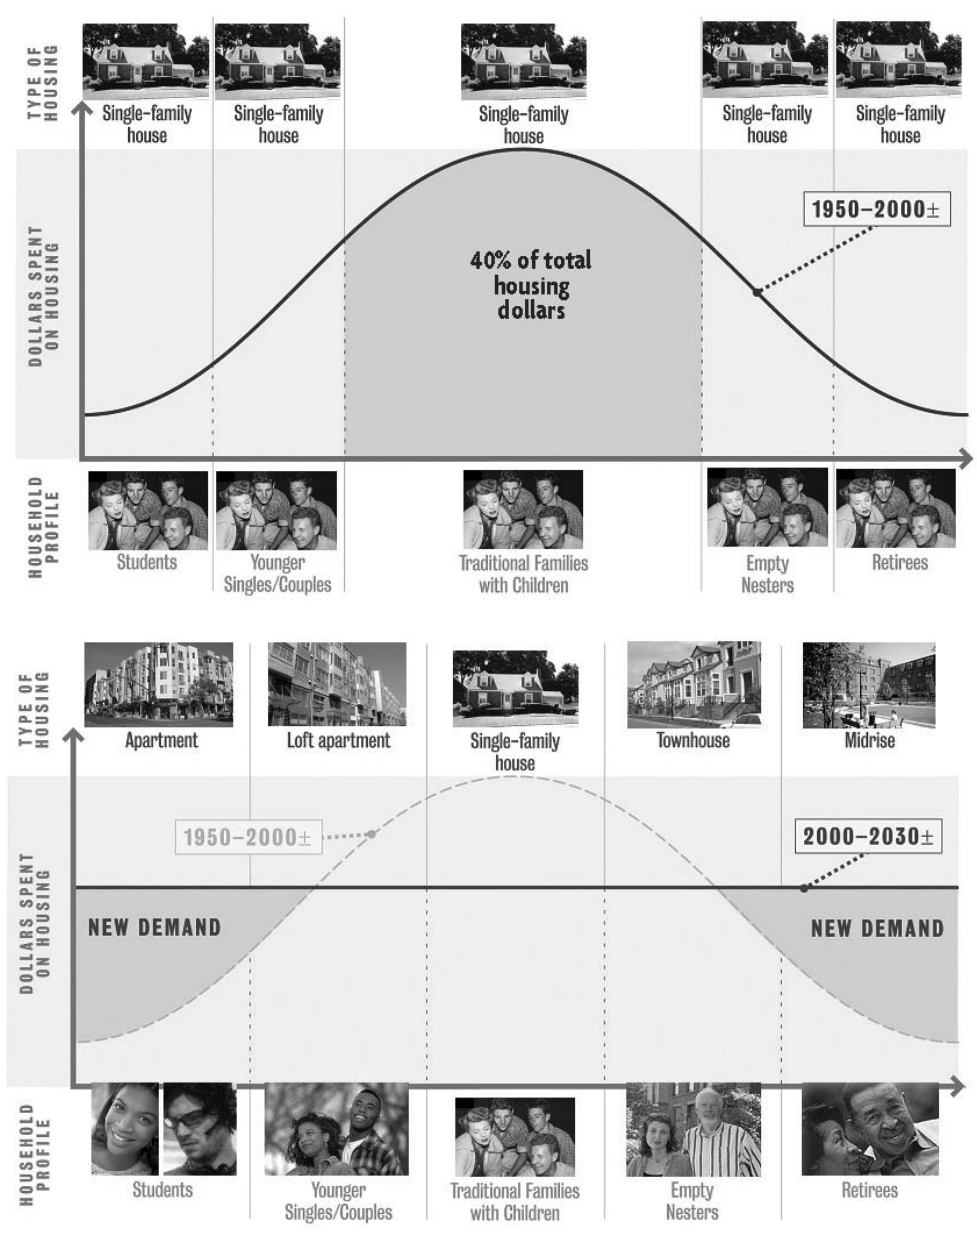 TYPE OF
HOUSING
Single-family
house
Single-family
house
Single-family
house
Single-family
house
Single-family
house
DOLLARS SPENT
ON HOUSING
1950–2000±
40% of total
housing
dollars
HOUSEHOLD
PROFILE
Students
Younger
Singles/Couples
Traditional Families
with Children
Empty
Nesters
Retirees
TYPE OF
HOUSING
Apartment
Loft apartment
Single-family
house
Townhouse
Midrise
DOLLARS SPENT
ON HOUSING
1950–2000±
2000–2030±
NEW DEMAND
NEW DEMAND
HOUSEHOLD
PROFILE
Students
Younger
Singles/Couples
Traditional Families
with Children
Empty
Nesters
Retirees